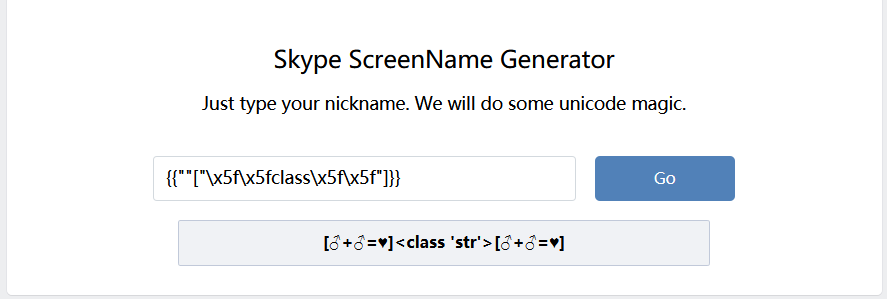 Skype ScreenName Generator
Just type your nickname. We will do some unicode magic.
{{""["\x5f\x5fclass\x5f\x5f"]}}
Go
[♂+♂=♥]<class 'str'>[♂+♂=♥]